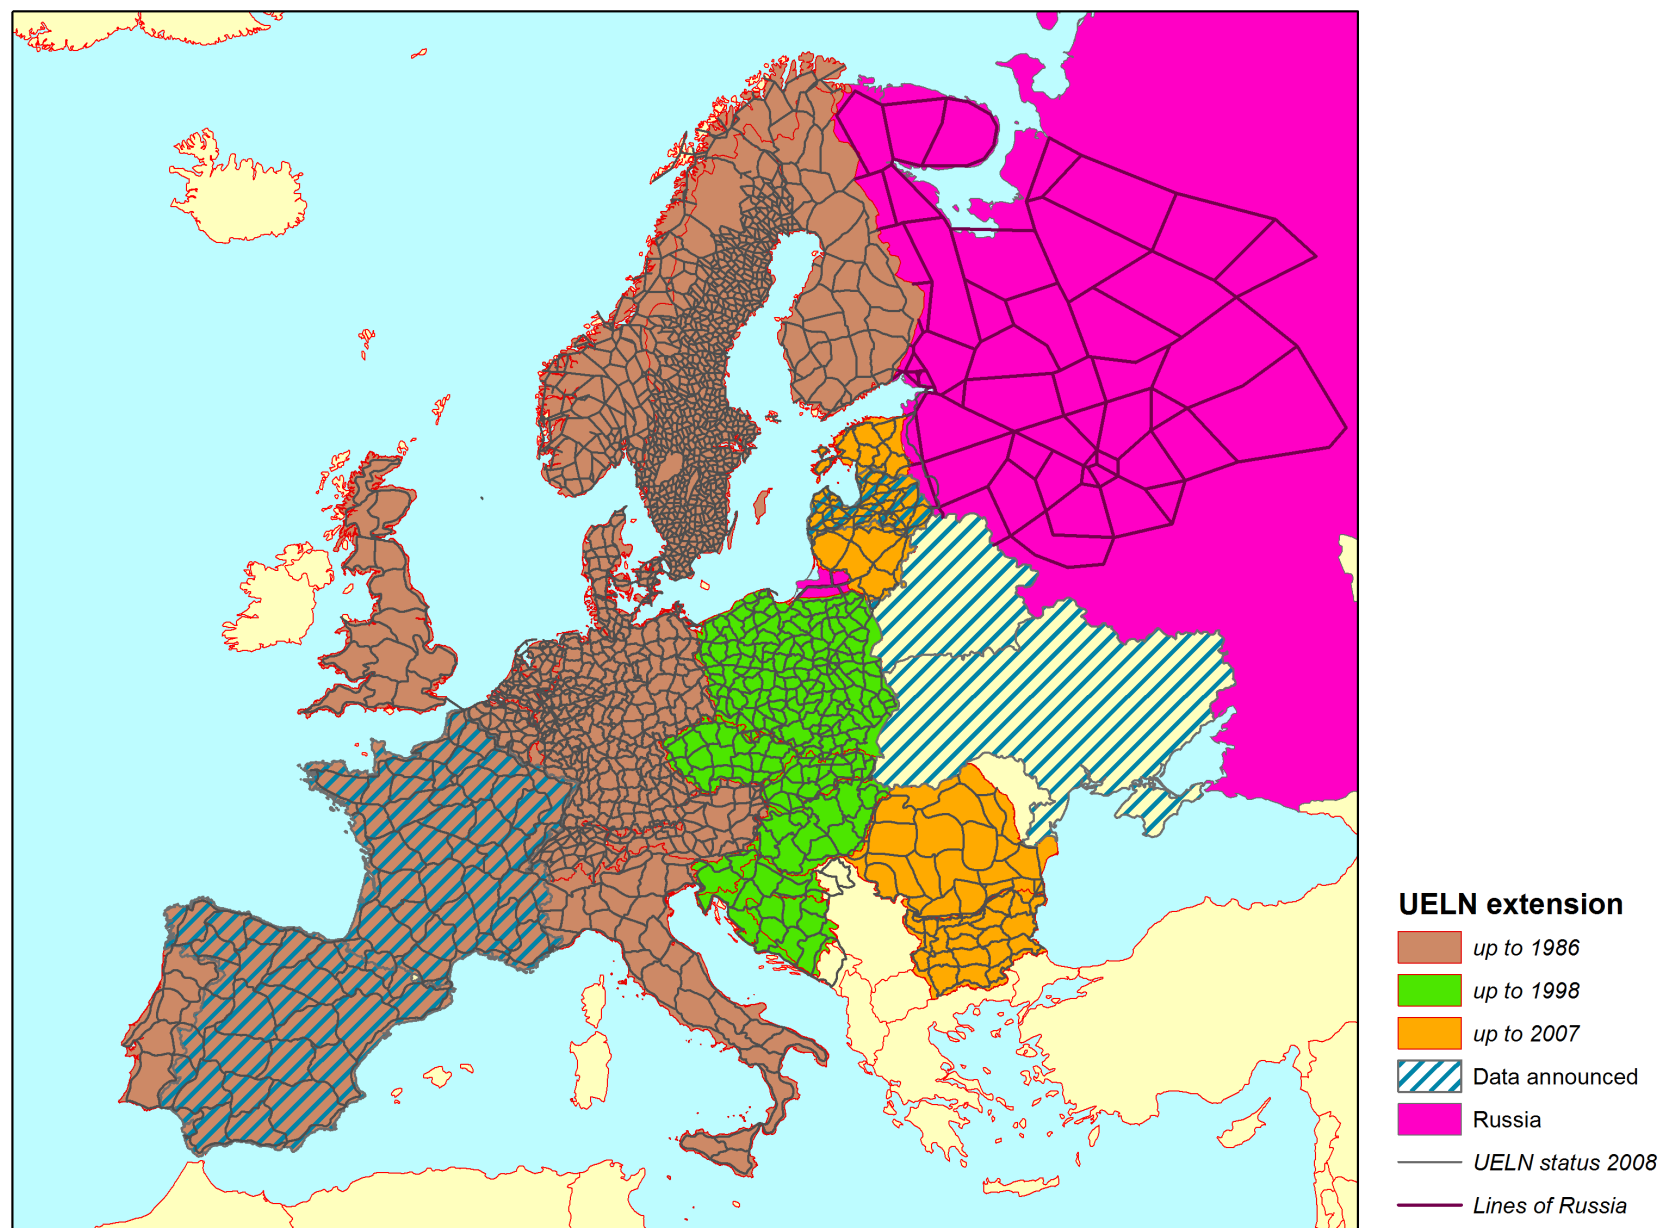 UELN extension
up to 1986
up to 1998
up to 2007
Data announced
Russia
UELN status 2008
Lines of Russia